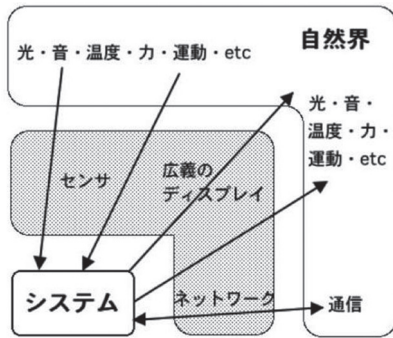 自然界
光・音・温度・力・運動・etc
光・音・
温度・力・
運動・etc
センサ
広義の
ディスプレイ
システム
ネットワーク
通信